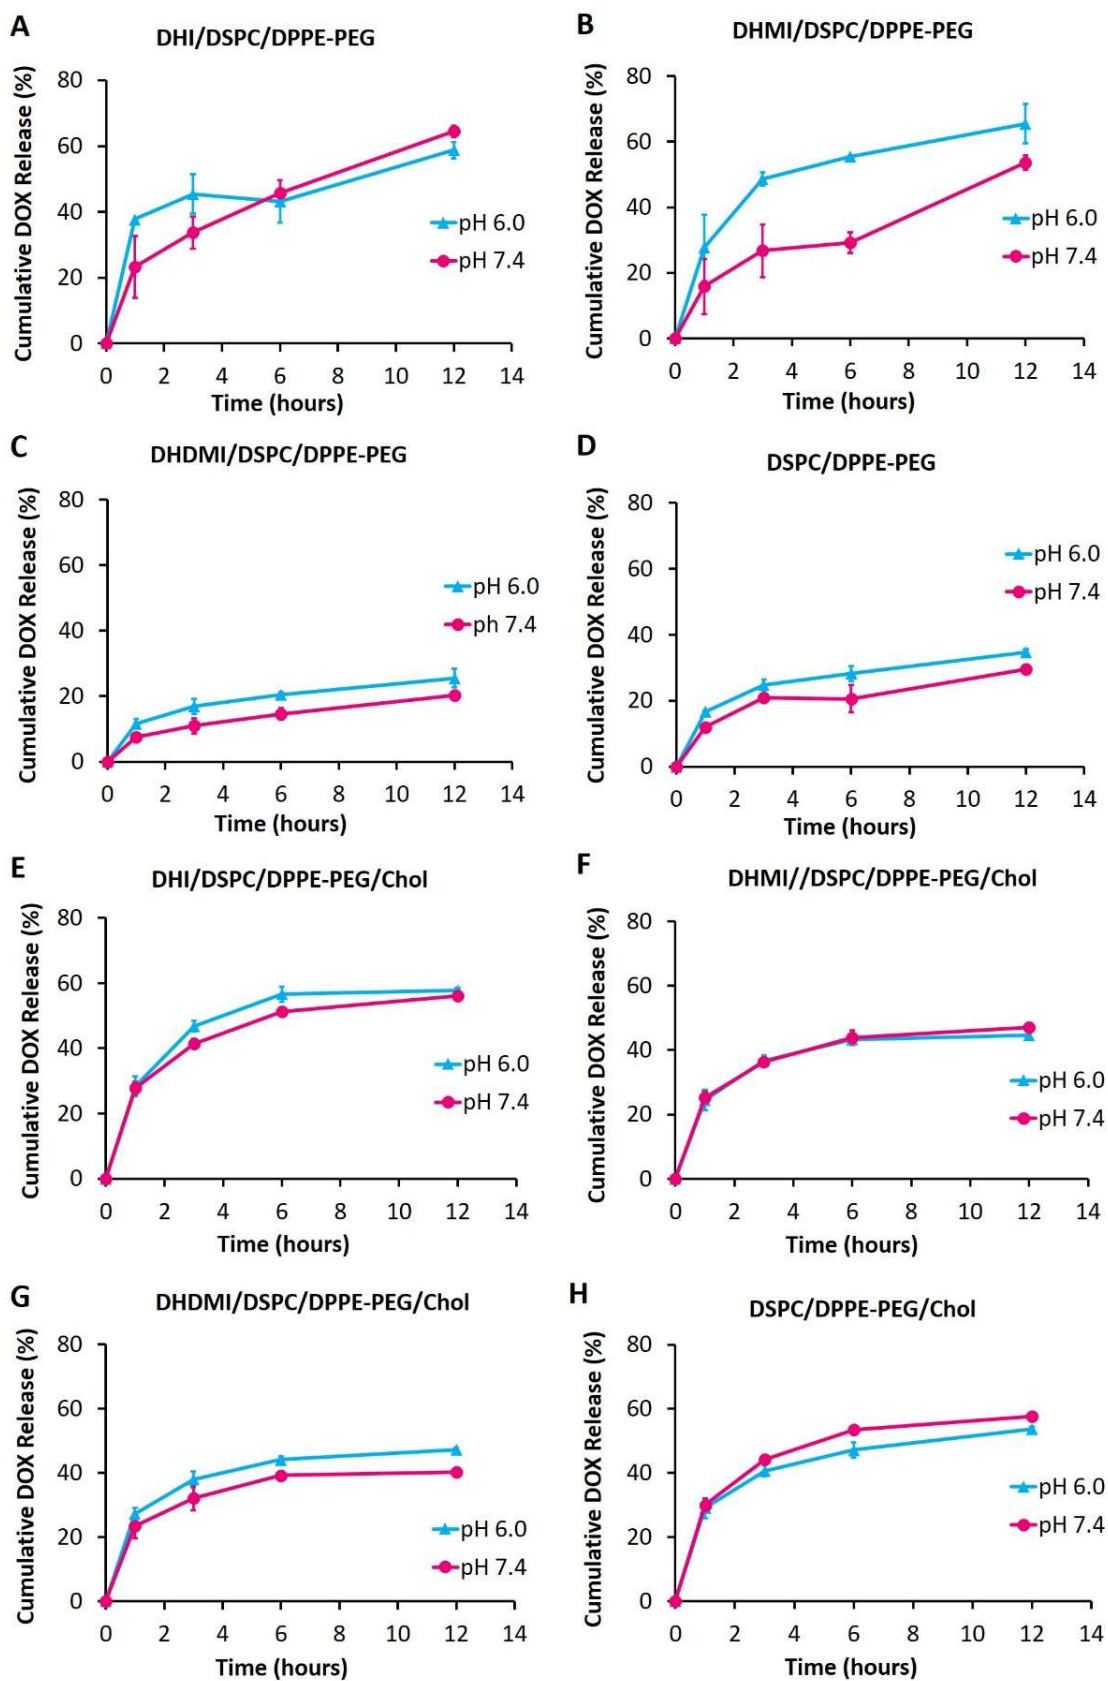 A
DHI/DSPC/DPPE-PEG
Cumulative DOX Release (%)
80
60
40
20
0
pH 6.0
pH 7.4
0 2 4 6 8 10 12 14
Time (hours)
B
DHMI/DSPC/DPPE-PEG
Cumulative DOX Release (%)
80
60
40
20
0
pH 6.0
pH 7.4
0 2 4 6 8 10 12 14
Time (hours)
C
DHDMI/DSPC/DPPE-PEG
Cumulative DOX Release (%)
80
60
40
20
0
pH 6.0
ph 7.4
0 2 4 6 8 10 12 14
Time (hours)
D
DSPC/DPPE-PEG
Cumulative DOX Release (%)
80
60
40
20
0
pH 6.0
pH 7.4
0 2 4 6 8 10 12 14
Time (hours)
E
DHI/DSPC/DPPE-PEG/Chol
Cumulative DOX Release (%)
80
60
40
20
0
pH 6.0
pH 7.4
0 2 4 6 8 10 12 14
Time (hours)
F
DHMI//DSPC/DPPE-PEG/Chol
Cumulative DOX Release (%)
80
60
40
20
0
pH 6.0
pH 7.4
0 2 4 6 8 10 12 14
Time (hours)
G
DHDMI/DSPC/DPPE-PEG/Chol
Cumulative DOX Release (%)
80
60
40
20
0
pH 6.0
pH 7.4
0 2 4 6 8 10 12 14
Time (hours)
H
DSPC/DPPE-PEG/Chol
Cumulative DOX Release (%)
80
60
40
20
0
pH 6.0
pH 7.4
0 2 4 6 8 10 12 14
Time (hours)